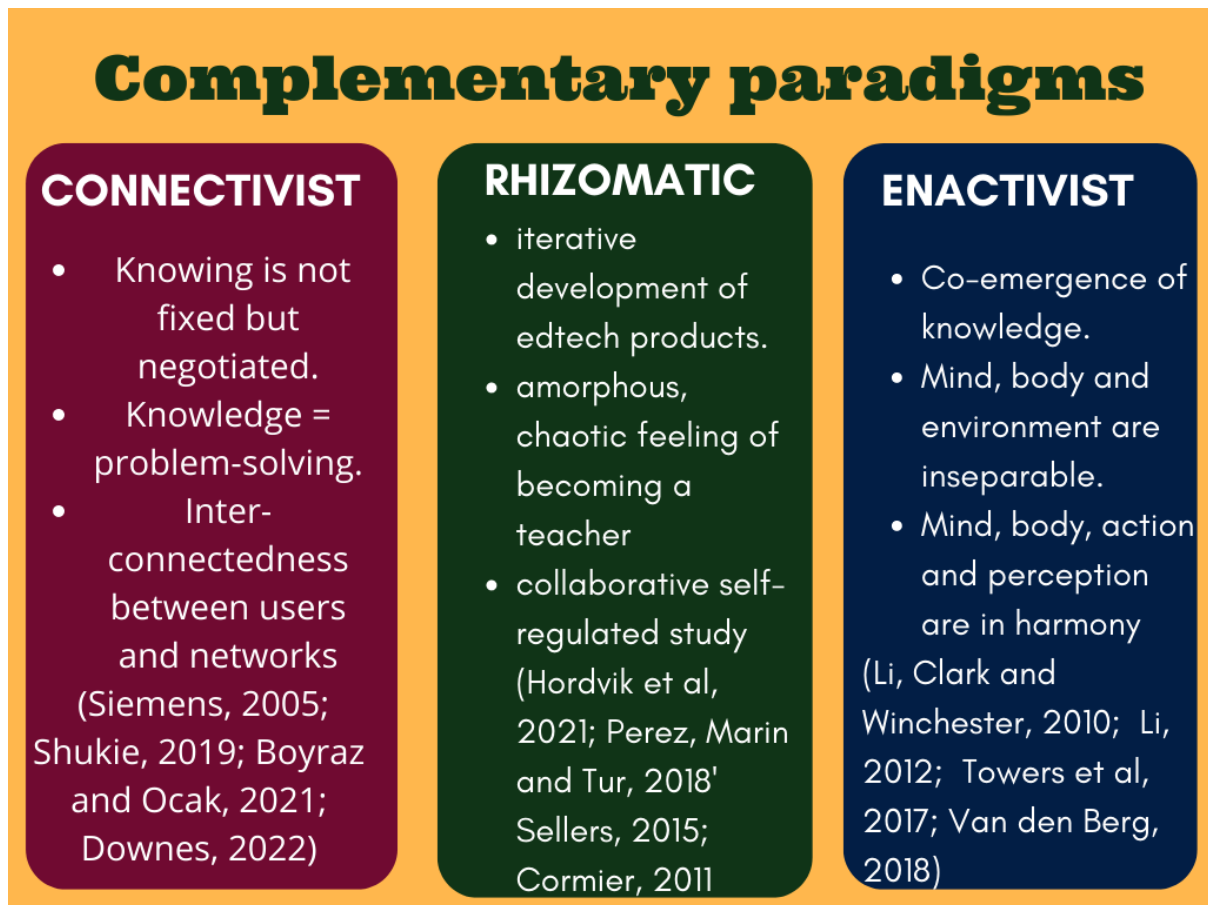 Complementary paradigms
CONNECTIVIST
• Knowing is not
fixed but
negotiated.
• Knowledge =
problem-solving.
• Inter-
connectedness
between users
and networks
(Siemens, 2005;
Shukie, 2019; Boyraz
and Ocak, 2021;
Downes, 2022)
RHIZOMATIC
• iterative
development of
edtech products.
• amorphous,
chaotic feeling of
becoming a
teacher
• collaborative self-
regulated study
(Hordvik et al,
2021; Perez, Marin
and Tur, 2018'
Sellers, 2015;
Cormier, 2011
ENACTIVIST
• Co-emergence of
knowledge.
• Mind, body and
environment are
inseparable.
• Mind, body, action
and perception
are in harmony
(Li, Clark and
Winchester, 2010;  Li,
2012;  Towers et al,
2017; Van den Berg,
2018)